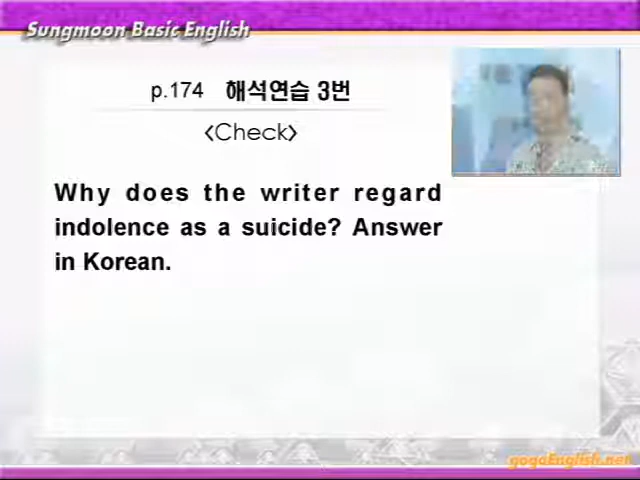 Sungmoon Basic English
p.174 해석연습 3번
<Check>
Why does the writer regard
indolence as a suicide? Answer
in Korean.
gogoEnglish.net